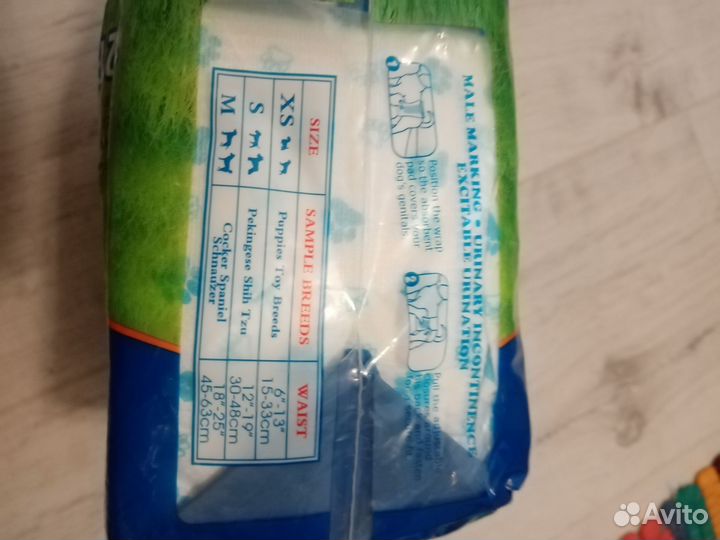 MALE MARKING • URINARY INCONTINENCE
EXCITABLE URINATION
1
Position the wrap
so the absorbent
pad covers your
dog's genitals
2
SIZE
SAMPLE BREEDS
WAIST
XS
Puppies Toy Breeds
6"-13"
15-33cm
S
Pekingese Shih Tzu
12"-19"
30-48cm
M
Cocker Spaniel
Schnauzer
18"-25"
45-63cm
Avito